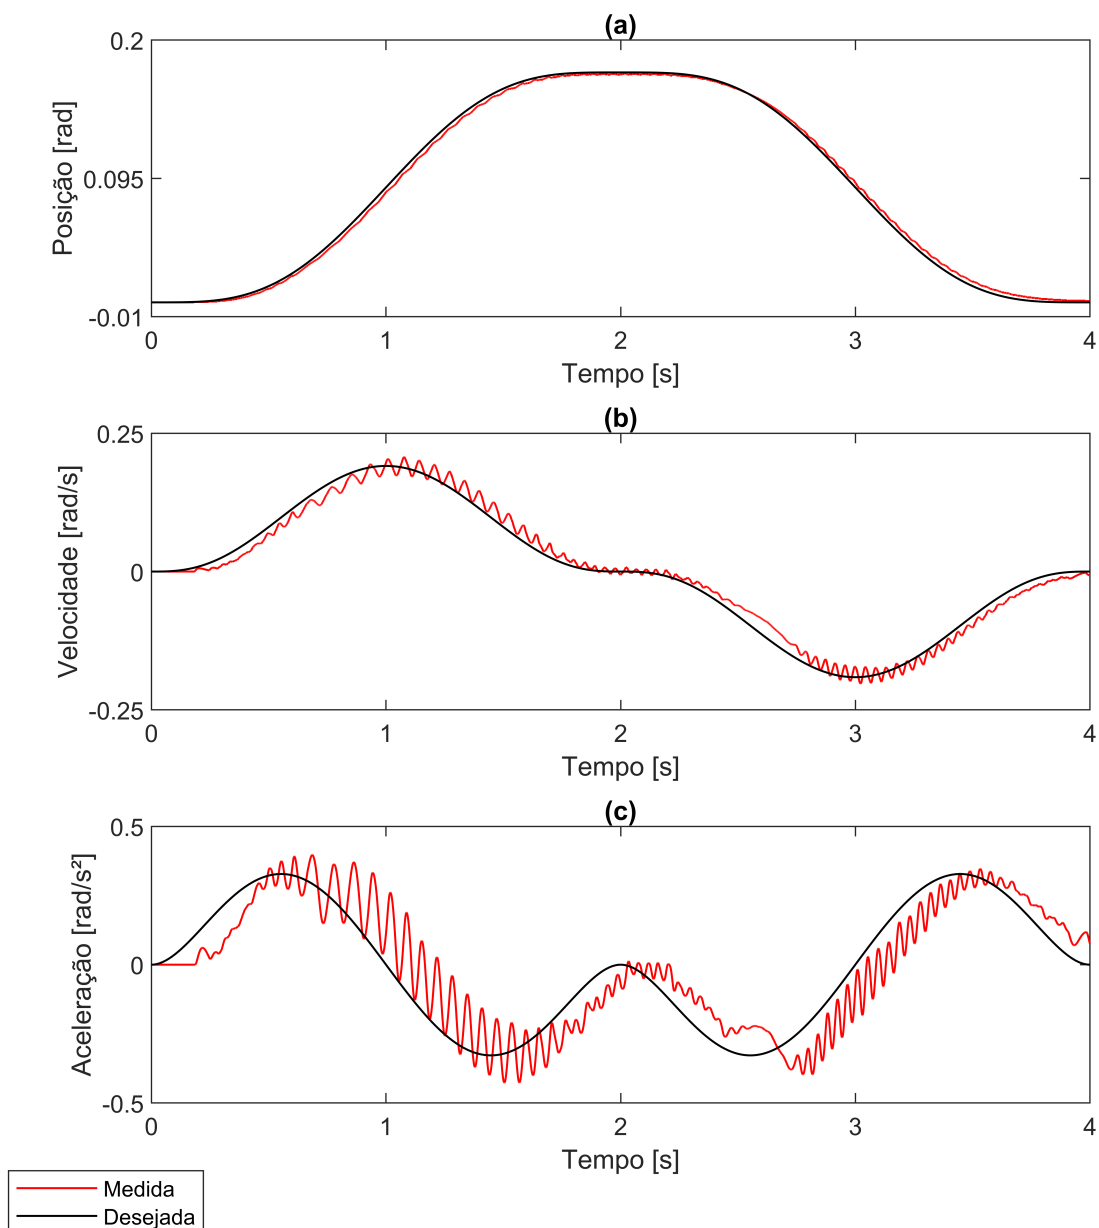 (a)
0.2
0.095
-0.01
Posição [rad]
0 1 2 3 4
Tempo [s]
(b)
0.25
0
-0.25
Velocidade [rad/s]
0 1 2 3 4
Tempo [s]
(c)
0.5
0
-0.5
Aceleração [rad/s²]
0 1 2 3 4
Tempo [s]
Medida
Desejada